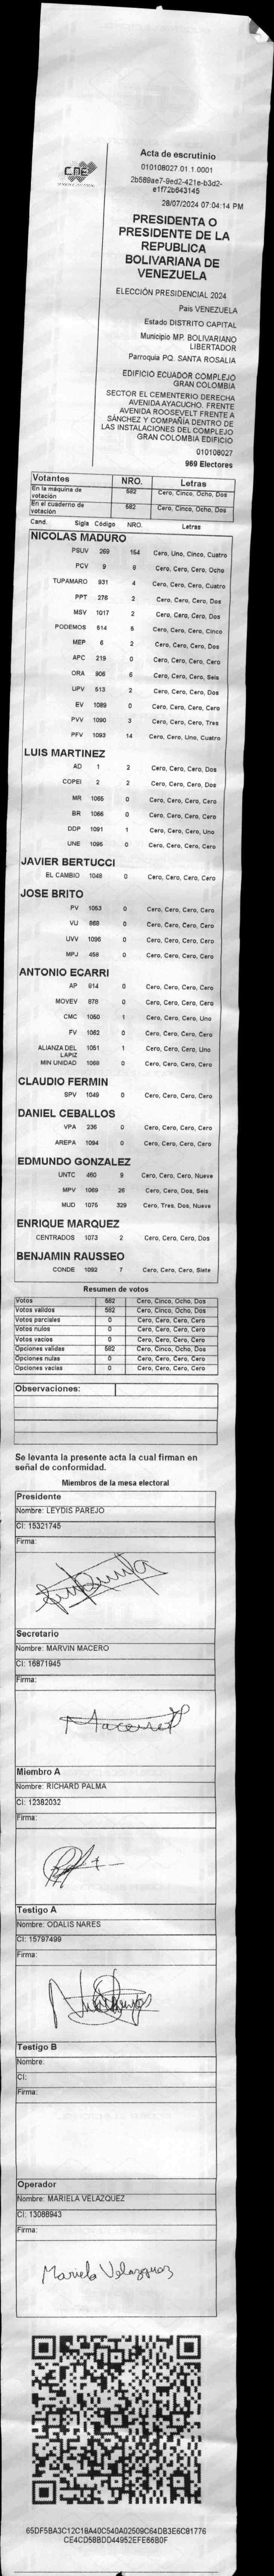 CNE
Acta de escrutinio
010108027.01.1.0001
2b589ae7-9ed2-421e-b3d2-
e1f72b643145
28/07/2024 07:04:14 PM
PRESIDENTA O
PRESIDENTE DE LA
REPUBLICA
BOLIVARIANA DE
VENEZUELA
ELECCIÓN PRESIDENCIAL 2024
Pais VENEZUELA
Estado DISTRITO CAPITAL
Municipio MP. BOLIVARIANO
LIBERTADOR
Parroquia PQ. SANTA ROSALIA
EDIFICIO ECUADOR COMPLEJO
GRAN COLOMBIA
SECTOR EL CEMENTERIO DERECHA
AVENIDA AYACUCHO. FRENTE
AVENIDA ROOSEVELT FRENTE A
SÁNCHEZ Y COMPAÑIA DENTRO DE
LAS INSTALACIONES DEL COMPLEJO
GRAN COLOMBIA EDIFICIO
010108027
969 Electores
Votantes NRO. Letras
En la máquina de votación 582 Cero, Cinco, Ocho, Dos
En el cuaderno de votación 582 Cero, Cinco, Ocho, Dos
Cand. Sigla Código NRO. Letras
NICOLAS MADURO
PSUV 269 154 Cero, Uno, Cinco, Cuatro
PCV 9 8 Cero, Cero, Cero, Ocho
TUPAMARO 931 4 Cero, Cero, Cero, Cuatro
PPT 276 2 Cero, Cero, Cero, Dos
MSV 1017 2 Cero, Cero, Cero, Dos
PODEMOS 514 5 Cero, Cero, Cero, Cinco
MEP 6 2 Cero, Cero, Cero, Dos
APC 219 0 Cero, Cero, Cero, Cero
ORA 906 6 Cero, Cero, Cero, Seis
UPV 513 2 Cero, Cero, Cero, Dos
EV 1089 0 Cero, Cero, Cero, Cero
PVV 1090 3 Cero, Cero, Cero, Tres
PFV 1093 14 Cero, Cero, Uno, Cuatro
LUIS MARTINEZ
AD 1 2 Cero, Cero, Cero, Dos
COPEI 2 2 Cero, Cero, Cero, Dos
MR 1065 0 Cero, Cero, Cero, Cero
BR 1066 0 Cero, Cero, Cero, Cero
DDP 1091 1 Cero, Cero, Cero, Uno
UNE 1095 0 Cero, Cero, Cero, Cero
JAVIER BERTUCCI
EL CAMBIO 1048 0 Cero, Cero, Cero, Cero
JOSE BRITO
PV 1053 0 Cero, Cero, Cero, Cero
VU 868 0 Cero, Cero, Cero, Cero
UVV 1096 0 Cero, Cero, Cero, Cero
MPJ 458 0 Cero, Cero, Cero, Cero
ANTONIO ECARRI
AP 914 0 Cero, Cero, Cero, Cero
MOVEV 878 0 Cero, Cero, Cero, Cero
CMC 1050 1 Cero, Cero, Cero, Uno
FV 1062 0 Cero, Cero, Cero, Cero
ALIANZA DEL LAPIZ 1051 1 Cero, Cero, Cero, Uno
MIN UNIDAD 1068 0 Cero, Cero, Cero, Cero
CLAUDIO FERMIN
SPV 1049 0 Cero, Cero, Cero, Cero
DANIEL CEBALLOS
VPA 236 0 Cero, Cero, Cero, Cero
AREPA 1094 0 Cero, Cero, Cero, Cero
EDMUNDO GONZALEZ
UNTC 460 9 Cero, Cero, Cero, Nueve
MPV 1069 26 Cero, Cero, Dos, Seis
MUD 1075 329 Cero, Tres, Dos, Nueve
ENRIQUE MARQUEZ
CENTRADOS 1073 2 Cero, Cero, Cero, Dos
BENJAMIN RAUSSEO
CONDE 1092 7 Cero, Cero, Cero, Siete
Resumen de votos
Votos 582 Cero, Cinco, Ocho, Dos
Votos validos 582 Cero, Cinco, Ocho, Dos
Votos parciales 0 Cero, Cero, Cero, Cero
Votos nulos 0 Cero, Cero, Cero, Cero
Votos vacios 0 Cero, Cero, Cero, Cero
Opciones validas 582 Cero, Cinco, Ocho, Dos
Opciones nulas 0 Cero, Cero, Cero, Cero
Opciones vacias 0 Cero, Cero, Cero, Cero
Observaciones:
Se levanta la presente acta la cual firman en
señal de conformidad.
Miembros de la mesa electoral
Presidente
Nombre: LEYDIS PAREJO
CI: 15321745
Firma:
Secretario
Nombre: MARVIN MACERO
CI: 16871945
Firma:
Miembro A
Nombre: RICHARD PALMA
CI: 12382032
Firma:
Testigo A
Nombre: ODALIS NARES
CI: 15797499
Firma:
Testigo B
Nombre:
CI:
Firma:
Operador
Nombre: MARIELA VELAZQUEZ
CI: 13088943
Firma:
Mariela Velazquez
65DF5BA3C12C18A40C540A02509C64DB3E6C81776
CE4CD58BDD44952EFE66B0F